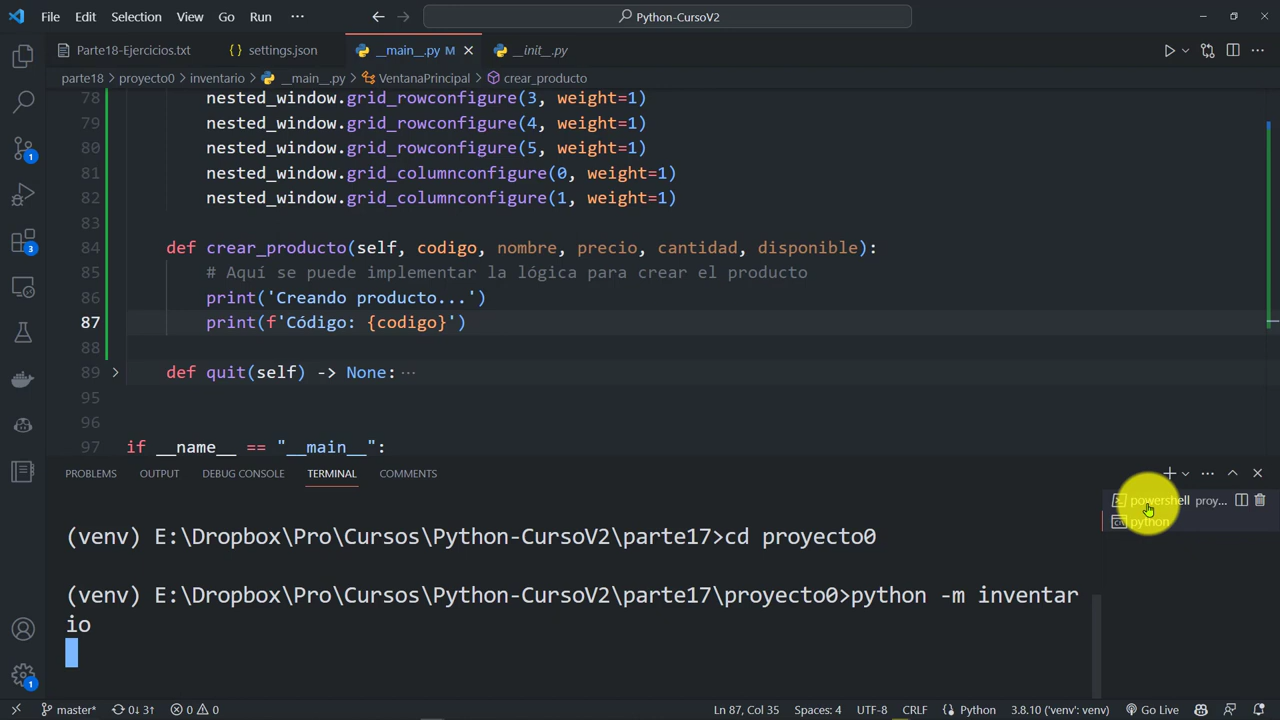 File Edit Selection View Go Run ··· Python-CursoV2
Parte18-Ejercicios.txt settings.json __main__.py M __init__.py
parte18 > proyecto0 > inventario > __main__.py > VentanaPrincipal > crear_producto
78 nested_window.grid_rowconfigure(3, weight=1)
79 nested_window.grid_rowconfigure(4, weight=1)
80 nested_window.grid_rowconfigure(5, weight=1)
81 nested_window.grid_columnconfigure(0, weight=1)
82 nested_window.grid_columnconfigure(1, weight=1)
83
84 def crear_producto(self, codigo, nombre, precio, cantidad, disponible):
85 # Aquí se puede implementar la lógica para crear el producto
86 print('Creando producto...')
87 print(f'Código: {codigo}')
88
89 def quit(self) -> None: ···
95
96
97 if __name__ == "__main__":
PROBLEMS OUTPUT DEBUG CONSOLE TERMINAL COMMENTS
powershell proy...
python
(venv) E:\Dropbox\Pro\Cursos\Python-CursoV2\parte17>cd proyecto0
(venv) E:\Dropbox\Pro\Cursos\Python-CursoV2\parte17\proyecto0>python -m inventar
io
master* 0↓ 3↑ 0 0 Ln 87, Col 35 Spaces: 4 UTF-8 CRLF Python 3.8.10 ('venv': venv) Go Live